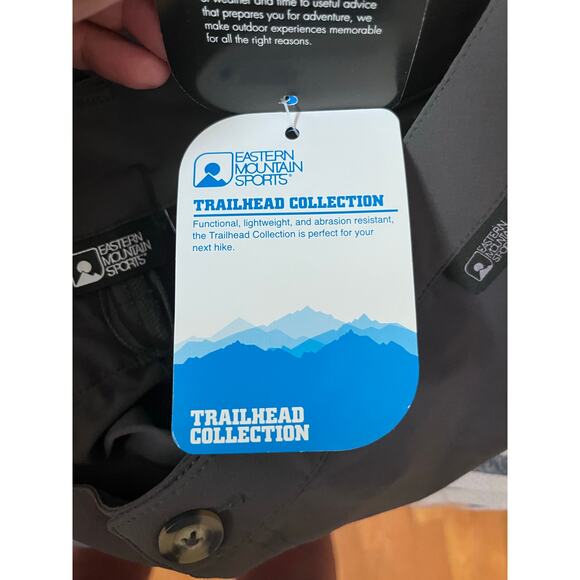 of weather and time to useful advice
that prepares you for adventure, we
make outdoor experiences memorable
for all the right reasons.
EASTERN
MOUNTAIN
SPORTS®
TRAILHEAD COLLECTION
Functional, lightweight, and abrasion resistant,
the Trailhead Collection is perfect for your
next hike.
TRAILHEAD
COLLECTION
EASTERN
MOUNTAIN
SPORTS®
EASTERN
MOUNTAIN
SPORTS